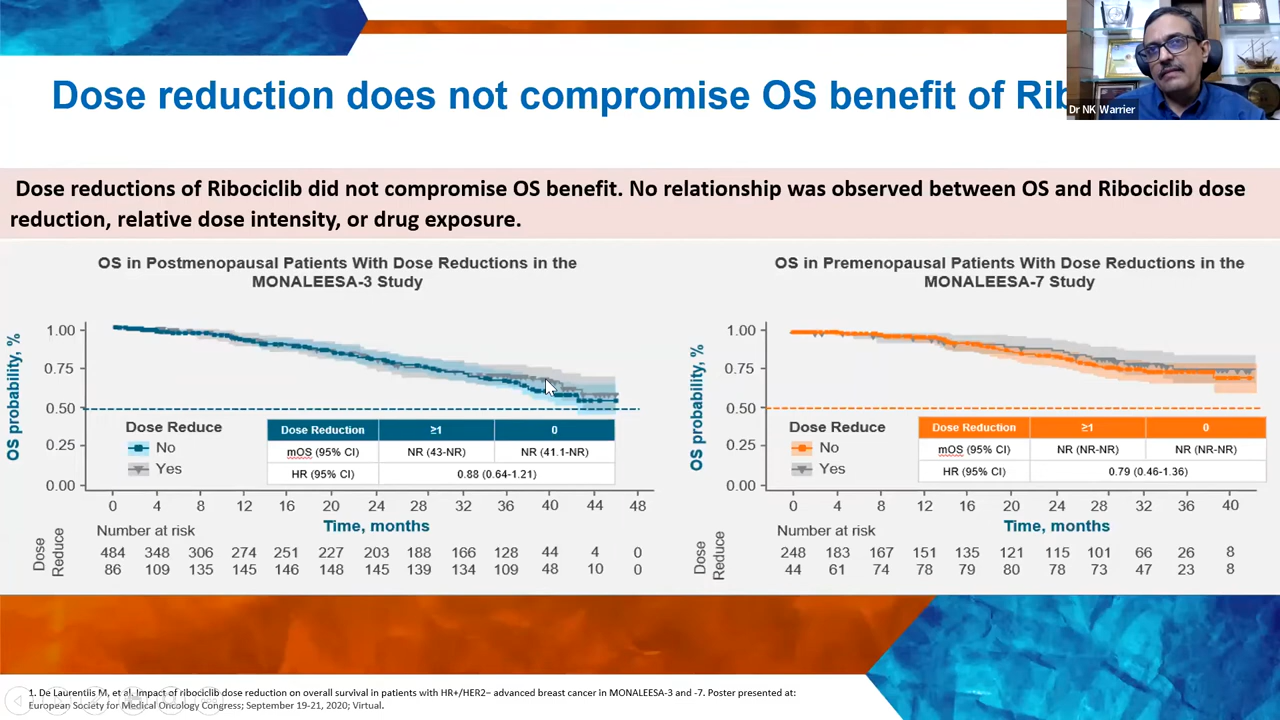 Dose reduction does not compromise OS benefit of
Dr NK Warrier
Dose reductions of Ribociclib did not compromise OS benefit. No relationship was observed between OS and Ribociclib dose
reduction, relative dose intensity, or drug exposure.
OS in Postmenopausal Patients With Dose Reductions in the
MONALEESA-3 Study
OS probability, %
1.00
0.75
0.50
0.25
0.00
Dose Reduce
No
Yes
Dose Reduction ≥1 0
mOS (95% CI) NR (43-NR) NR (41.1-NR)
HR (95% CI) 0.88 (0.64-1.21)
0 4 8 12 16 20 24 28 32 36 40 44 48
Time, months
Number at risk
Dose
Reduce
484 348 306 274 251 227 203 188 166 128 44 4 0
86 109 135 145 146 148 145 139 134 109 48 10 0
OS in Premenopausal Patients With Dose Reductions in the
MONALEESA-7 Study
OS probability, %
1.00
0.75
0.50
0.25
0.00
Dose Reduce
No
Yes
Dose Reduction ≥1 0
mOS (95% CI) NR (NR-NR) NR (NR-NR)
HR (95% CI) 0.79 (0.46-1.36)
0 4 8 12 16 20 24 28 32 36 40
Time, months
Number at risk
Dose
Reduce
248 183 167 151 135 121 115 101 66 26 8
44 61 74 78 79 80 78 73 47 23 8
1. De Laurentiis M, et al. Impact of ribociclib dose reduction on overall survival in patients with HR+/HER2− advanced breast cancer in MONALEESA-3 and -7. Poster presented at:
European Society for Medical Oncology Congress; September 19-21, 2020; Virtual.